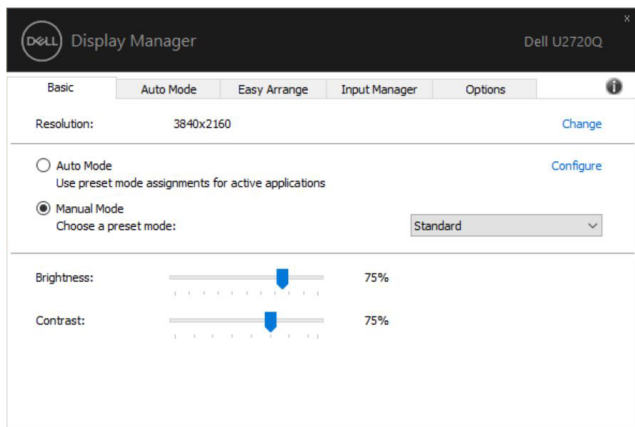 x
DELL Display Manager Dell U2720Q
Basic Auto Mode Easy Arrange Input Manager Options i
Resolution: 3840x2160 Change
Auto Mode Configure
Use preset mode assignments for active applications
Manual Mode
Choose a preset mode: Standard
Brightness: 75%
Contrast: 75%